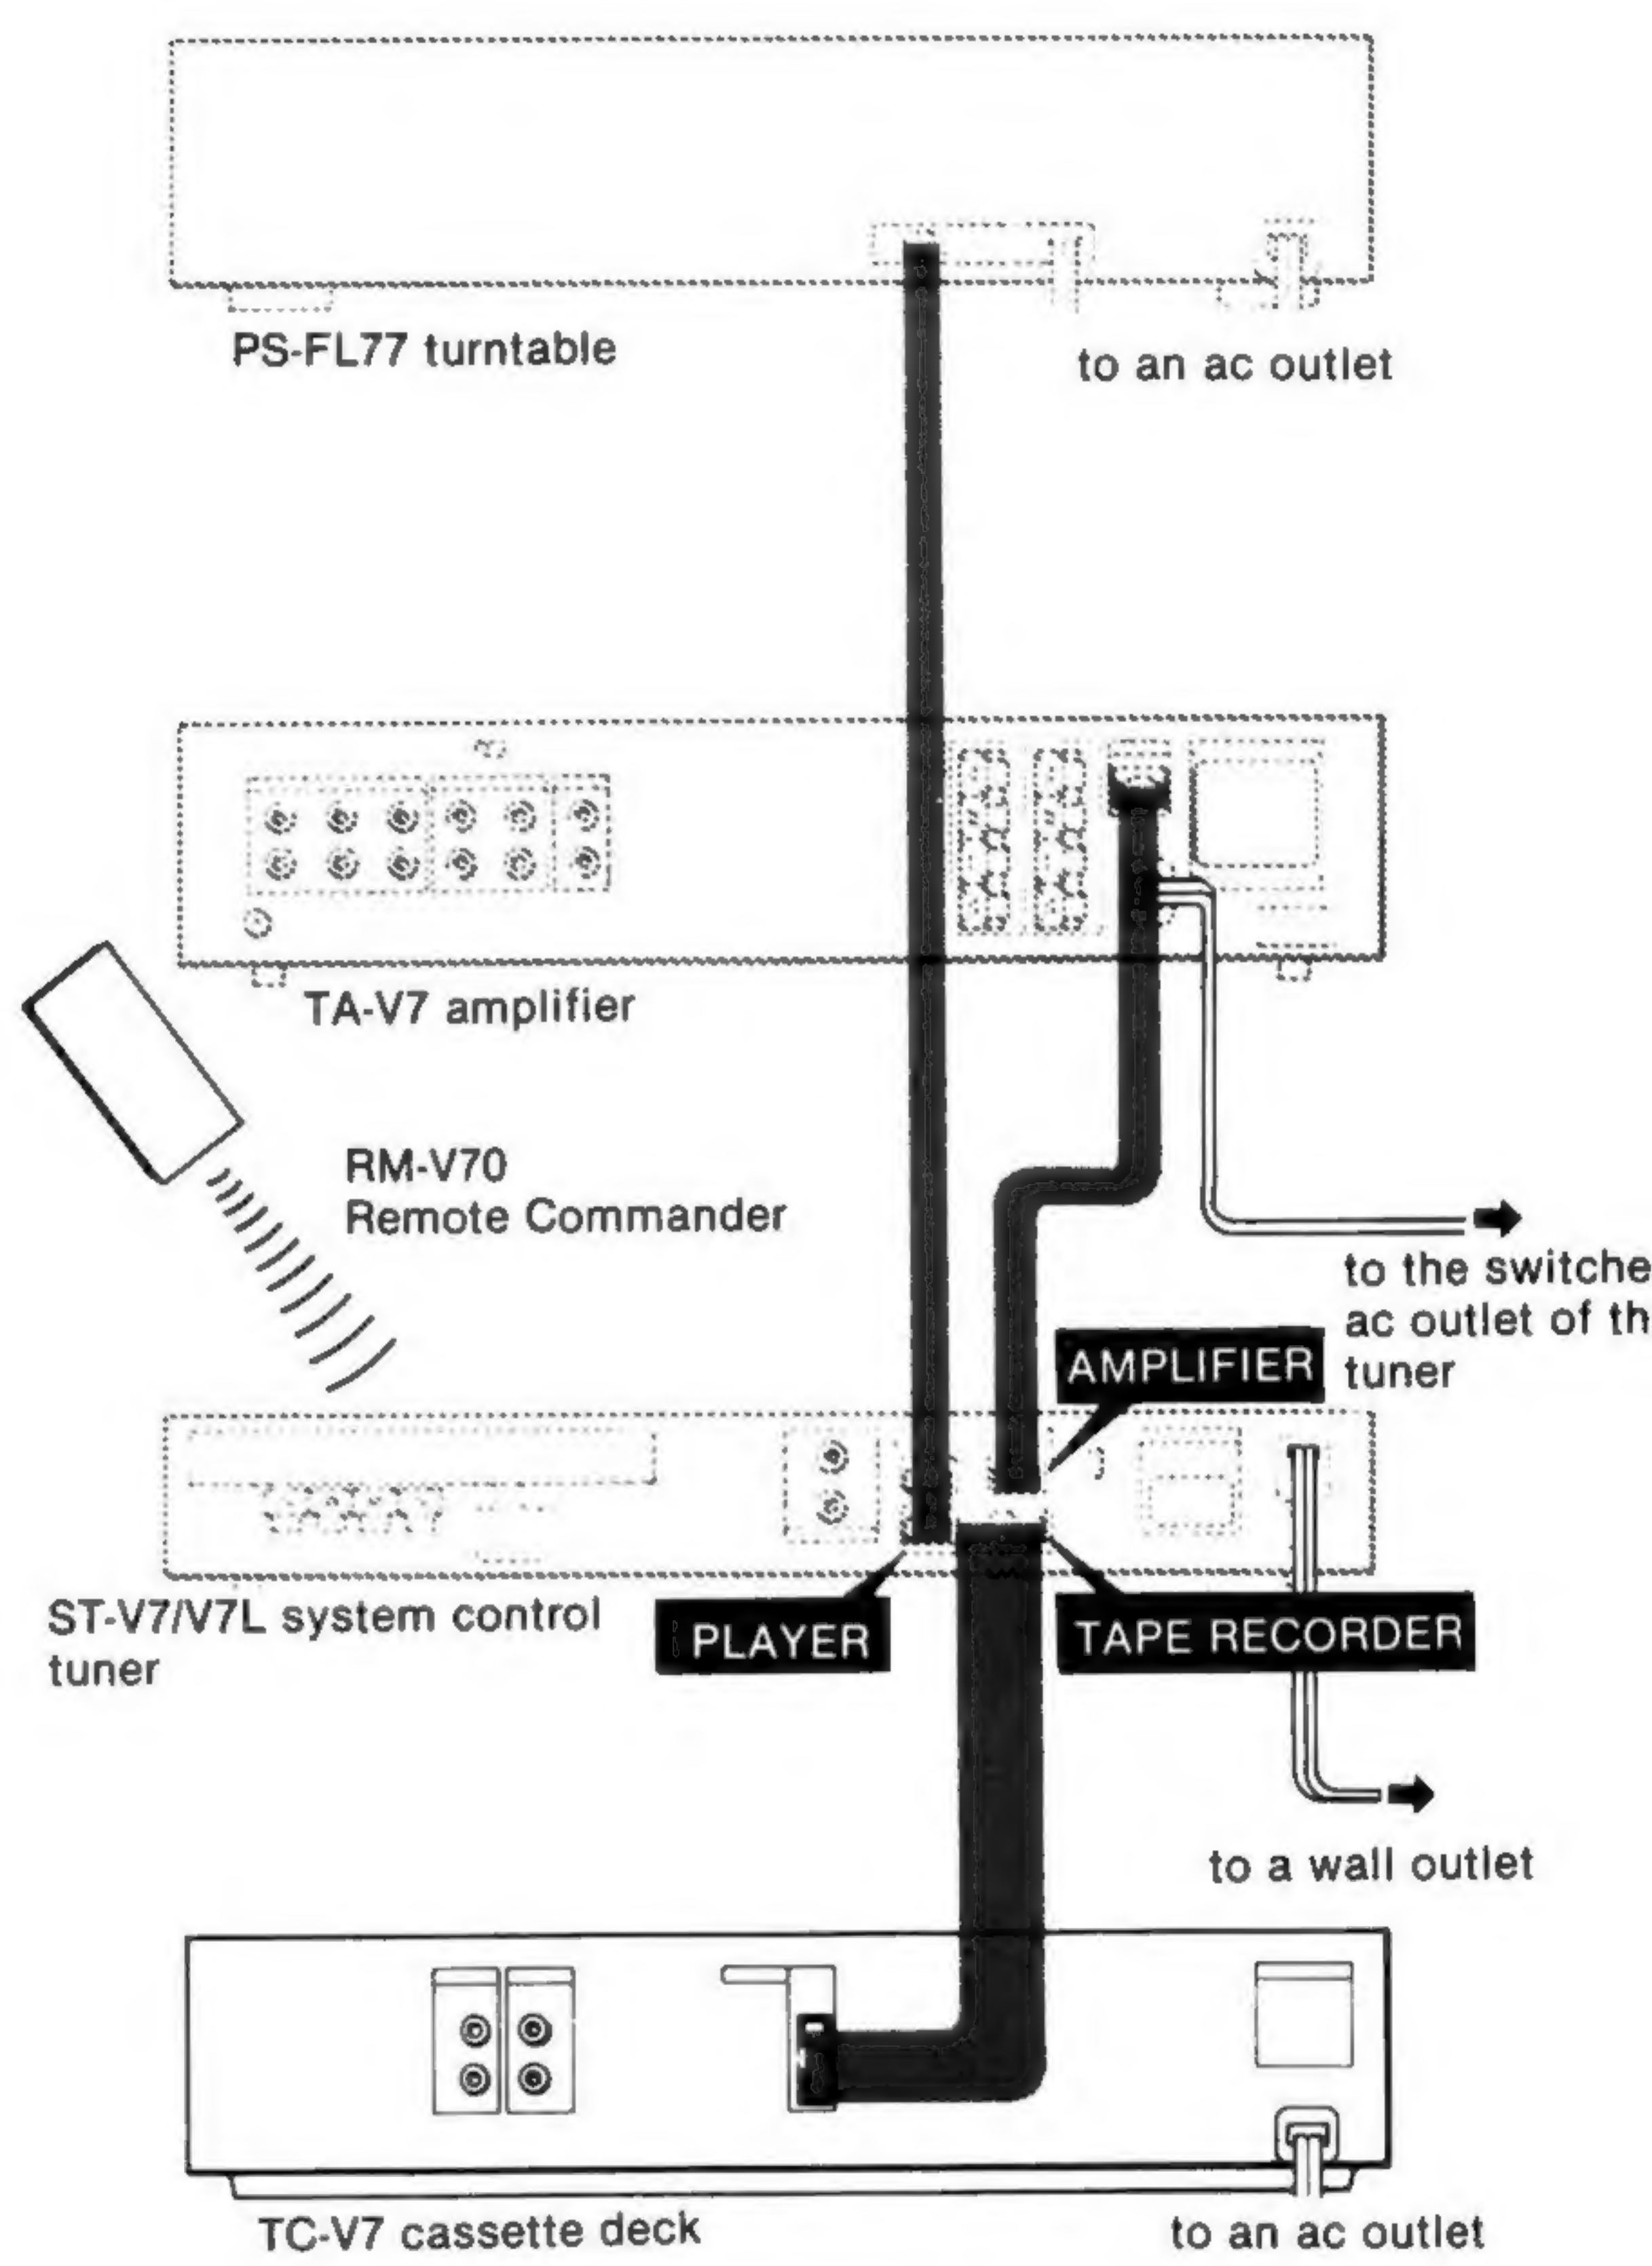 PS-FL77 turntable
to an ac outlet
TA-V7 amplifier
RM-V70
Remote Commander
to the switche
ac outlet of th
tuner
AMPLIFIER
ST-V7/V7L system control
tuner
PLAYER
TAPE RECORDER
to a wall outlet
TC-V7 cassette deck
to an ac outlet